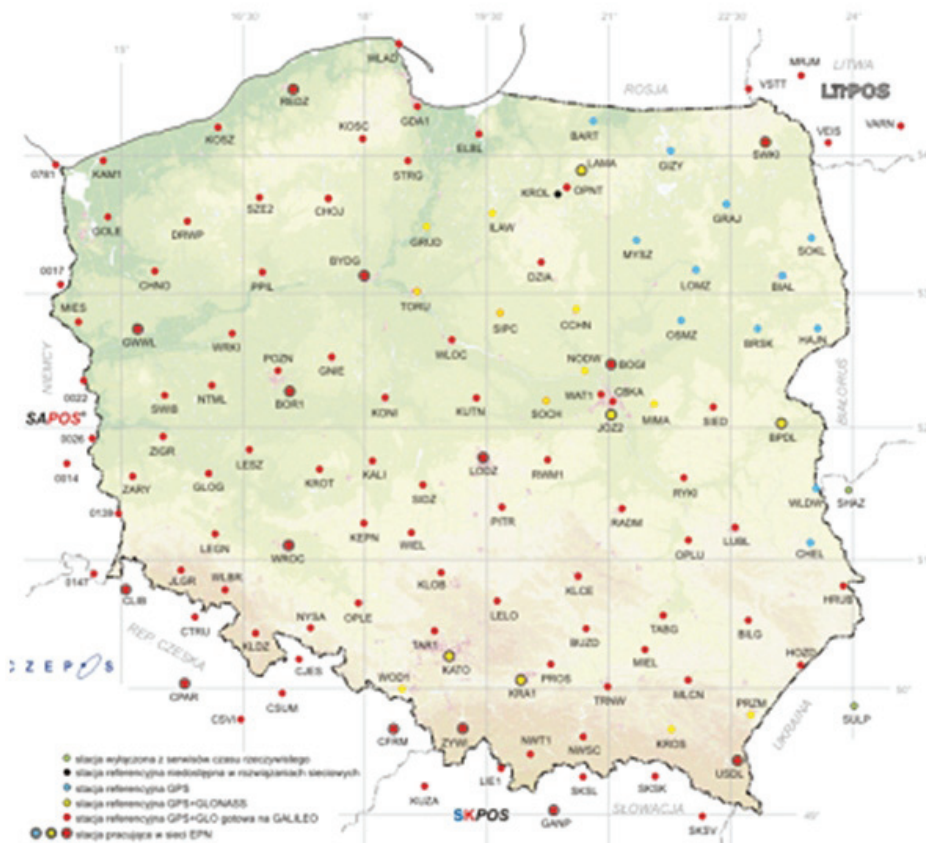 WLAD
15°
16°30'
18°
19°30'
21°
22°30'
24°
MRJM
LITWA
VSTT
LITPOS
ROSJA
REDZ
GDA1
KOSZ
KOSC
ELBL
BART
GIZY
SWKI
VEIS
VARN
0781
KAM1
STRG
LAMA
KROL
OPNT
GOLE
DRWP
SZE2
CHOJ
GRUD
ILAW
GRAJ
MYSZ
SOKL
0017
CHNO
PPIL
BYDG
DZIA
LOMZ
BIAL
MIES
TORU
SIPC
CCHN
OSMZ
BRSK
HAJN
GWWL
WRKI
WLOC
NIEMCY
POZN
GNIE
NODW
BOGI
BIAŁORUŚ
0022
SWIB
NTML
BOR1
KONI
KUTN
SOCH
WAT1
CBKA
JOZ2
MIMA
SIED
BPDL
SAPOS®
0026
ZIGR
LESZ
KALI
LODZ
RWM1
0014
ZARY
GLOG
KROT
SIDZ
RYKI
WLDW
SHAZ
0139
PITR
RADM
LEGN
WROC
KEPN
WIEL
OPLU
LUBL
CHEL
0147
JLGR
WLBR
KLOB
KLCE
HRUB
CLIB
CTRU
KLDZ
NYSA
OPLE
LELO
BUZD
TABG
BILG
REP. CZESKA
TAR1
MIEL
HOZD
CZEPOS
CJES
WOD1
KATO
KRA1
PROS
TRNW
MLCN
PRZM
CPAR
CSUM
CSVI
UKRAINA
SULP
CFRM
ZYWI
NWT1
NWSC
KROS
USDL
KUZA
LIE1
SKSL
SKSK
SŁOWACJA
SKPOS
GANP
SKSV
stacja wyłączona z serwisów czasu rzeczywistego
stacja referencyjna niedostępna w rozwiązaniach sieciowych
stacja referencyjna GPS
stacja referencyjna GPS+GLONASS
stacja referencyjna GPS+GLO gotowa na GALILEO
stacja pracująca w sieci EPN